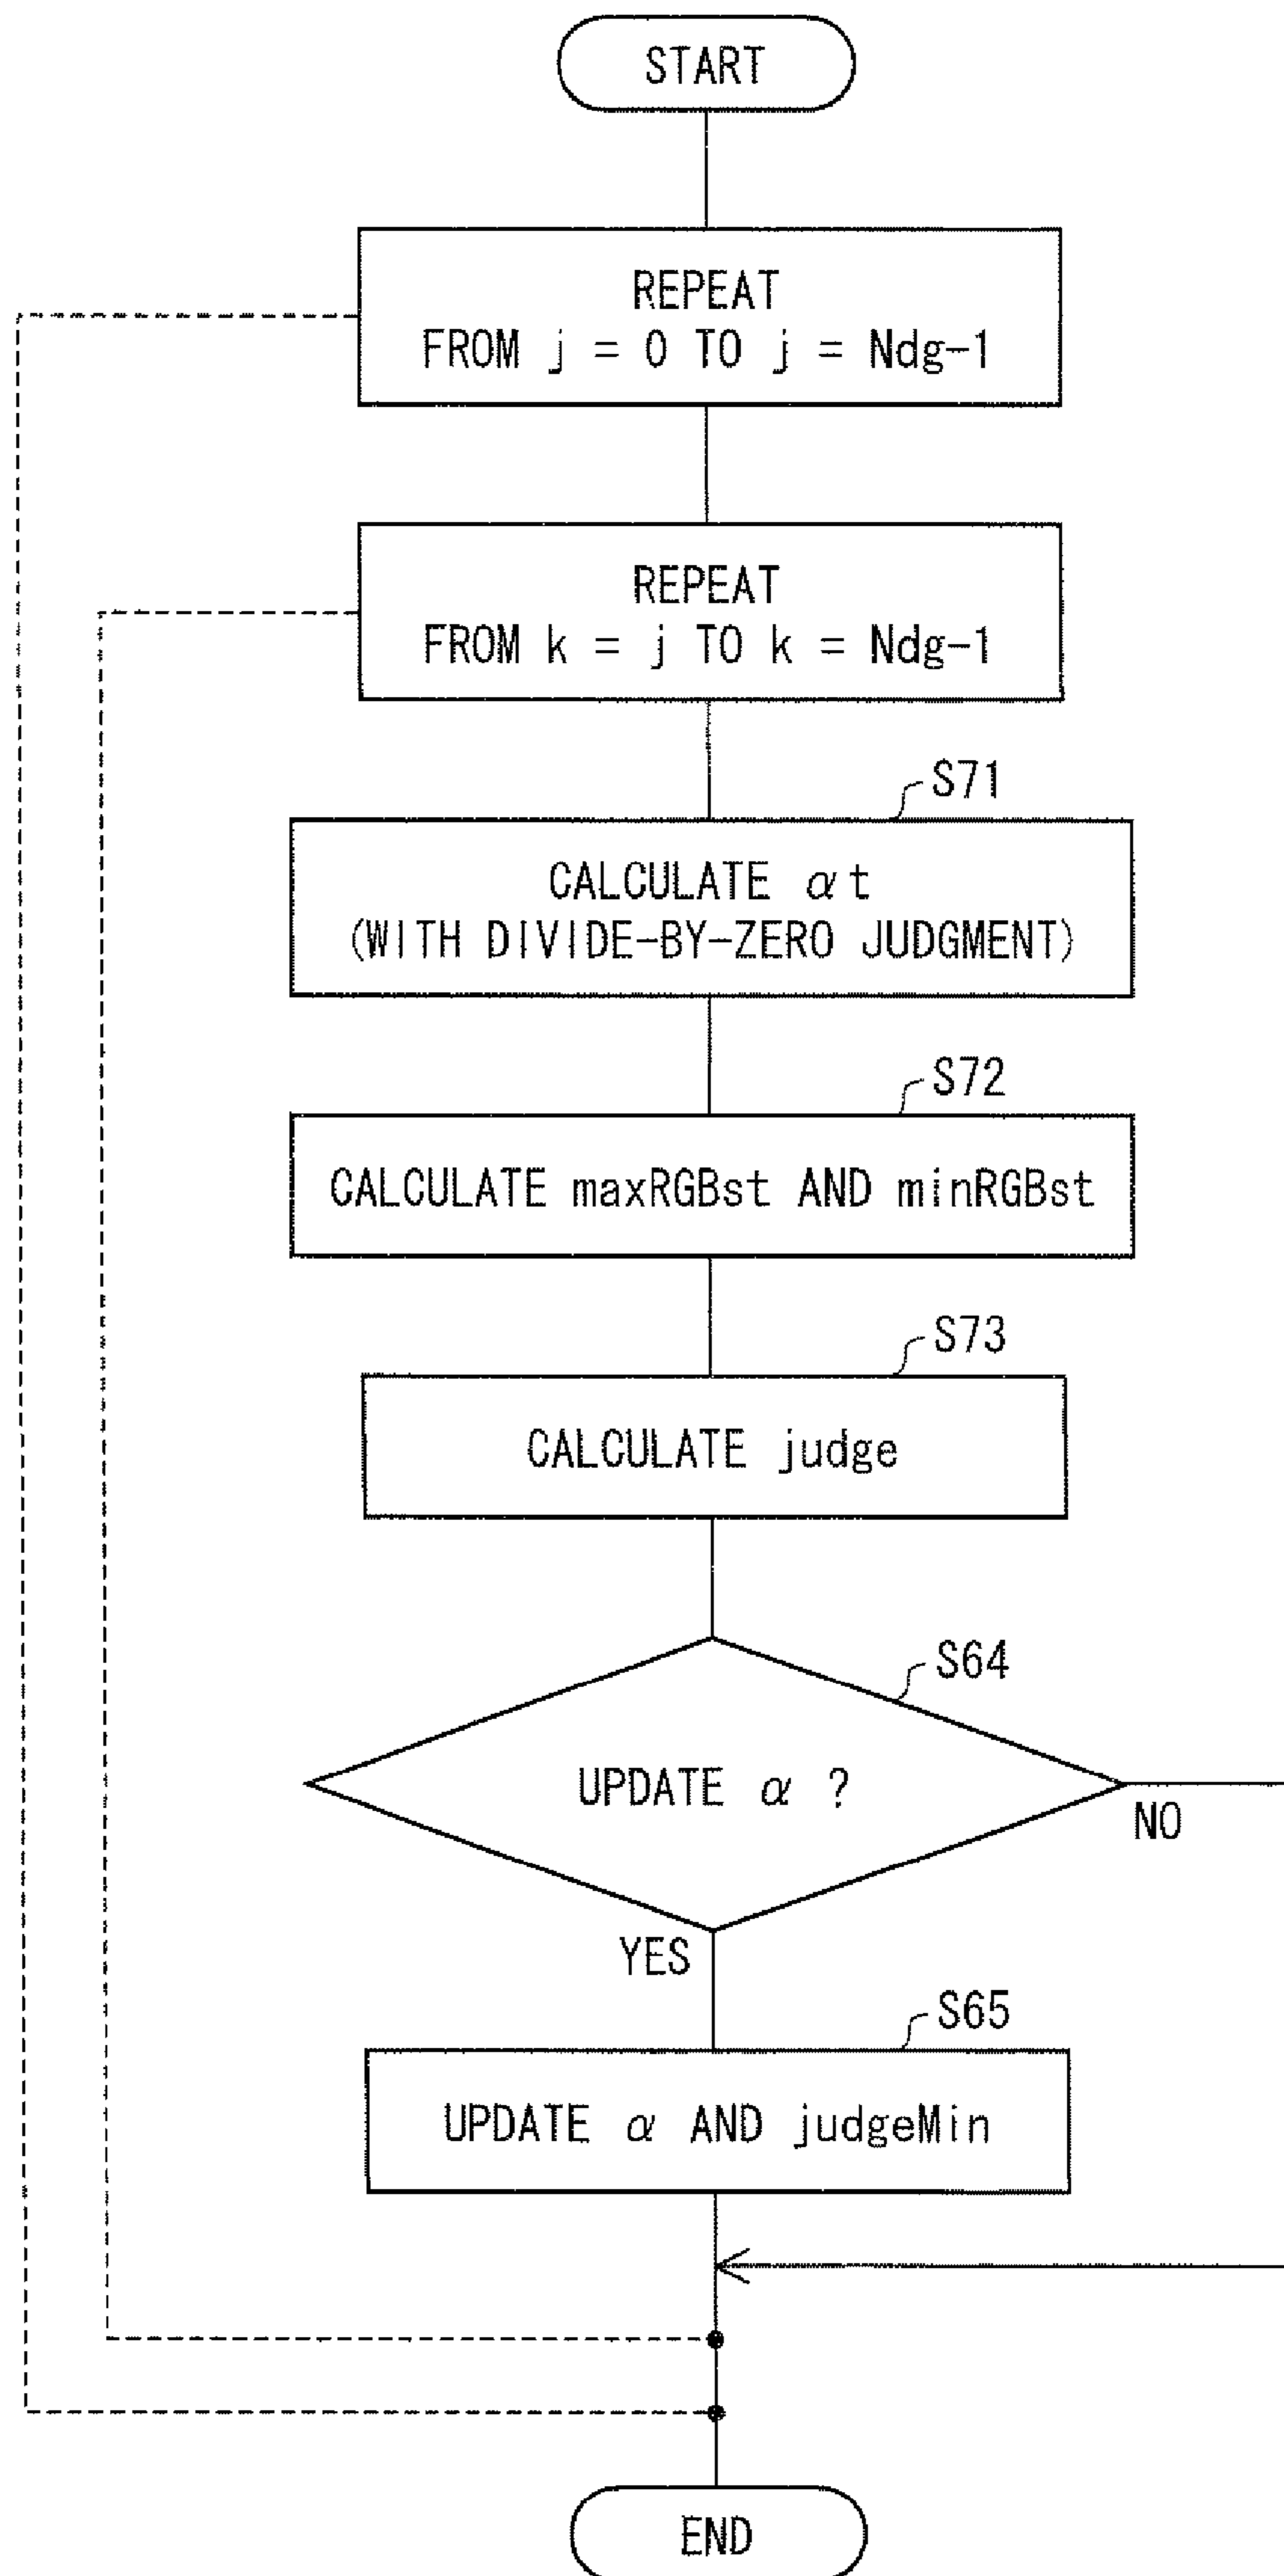 START
REPEAT
FROM j = 0 TO j = Ndg-1
REPEAT
FROM k = j TO k = Ndg-1
S71
CALCULATE αt
(WITH DIVIDE-BY-ZERO JUDGMENT)
S72
CALCULATE maxRGBst AND minRGBst
S73
CALCULATE judge
S64
UPDATE α ?
NO
YES
S65
UPDATE α AND judgeMin
END